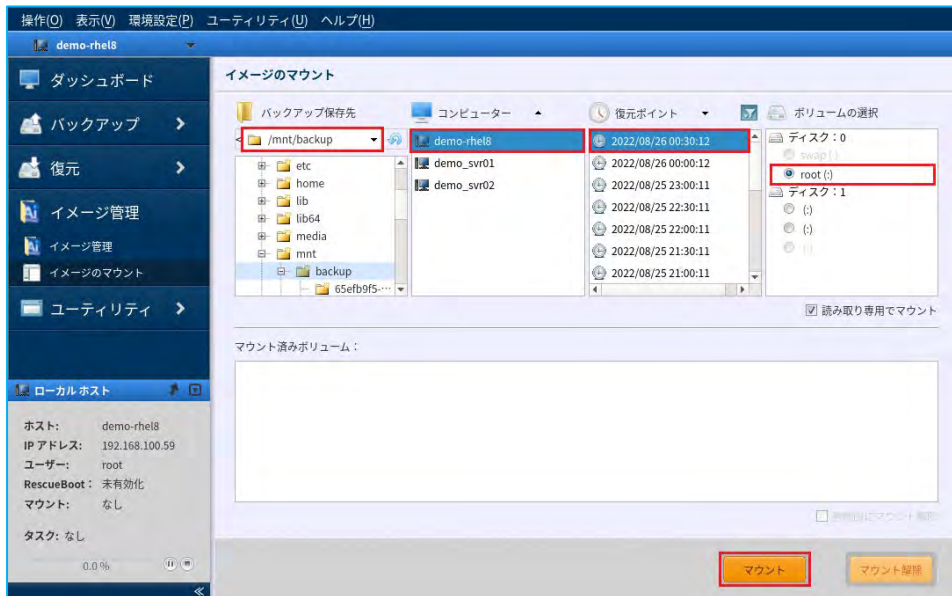 操作(O) 表示(V) 環境設定(P) ユーティリティ(U) ヘルプ(H)
demo-rhel8
ダッシュボード
バックアップ
復元
イメージ管理
イメージ管理
イメージのマウント
ユーティリティ
ローカル ホスト
ホスト: demo-rhel8
IP アドレス: 192.168.100.59
ユーザー: root
RescueBoot: 未有効化
マウント: なし
タスク: なし
0.0 %
イメージのマウント
バックアップ保存先
/mnt/backup
etc
home
lib
lib64
media
mnt
backup
65efb9f5-…
コンピューター
demo-rhel8
demo_svr01
demo_svr02
復元ポイント
2022/08/26 00:30:12
2022/08/26 00:00:12
2022/08/25 23:00:11
2022/08/25 22:30:11
2022/08/25 22:00:11
2022/08/25 21:30:11
2022/08/25 21:00:11
ボリュームの選択
ディスク:0
swap (:)
root (:)
ディスク:1
(:)
(:)
(:)
読み取り専用でマウント
マウント済みボリューム:
マウント
マウント解除